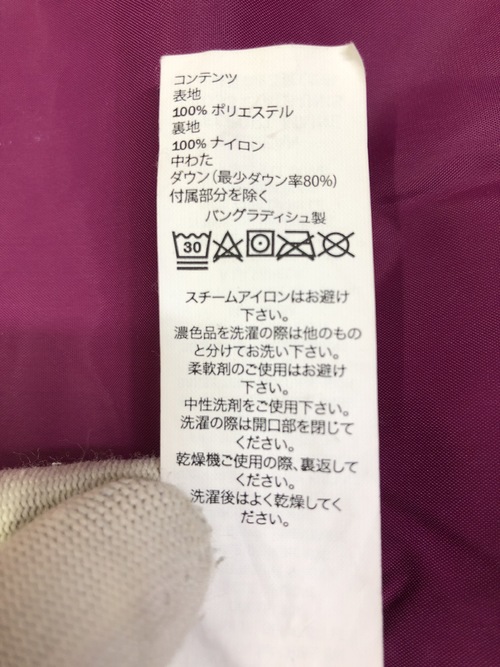 コンテンツ
表地
100% ポリエステル
裏地
100% ナイロン
中わた
ダウン（最少ダウン率80%）
付属部分を除く
バングラディシュ製
30
スチームアイロンはお避け
下さい。
濃色品を洗濯の際は他のもの
と分けてお洗い下さい。
柔軟剤のご使用はお避け
下さい。
中性洗剤をご使用下さい。
洗濯の際は開口部を閉じて
ください。
乾燥機ご使用の際、裏返して
ください。
洗濯後はよく乾燥してく
ださい。